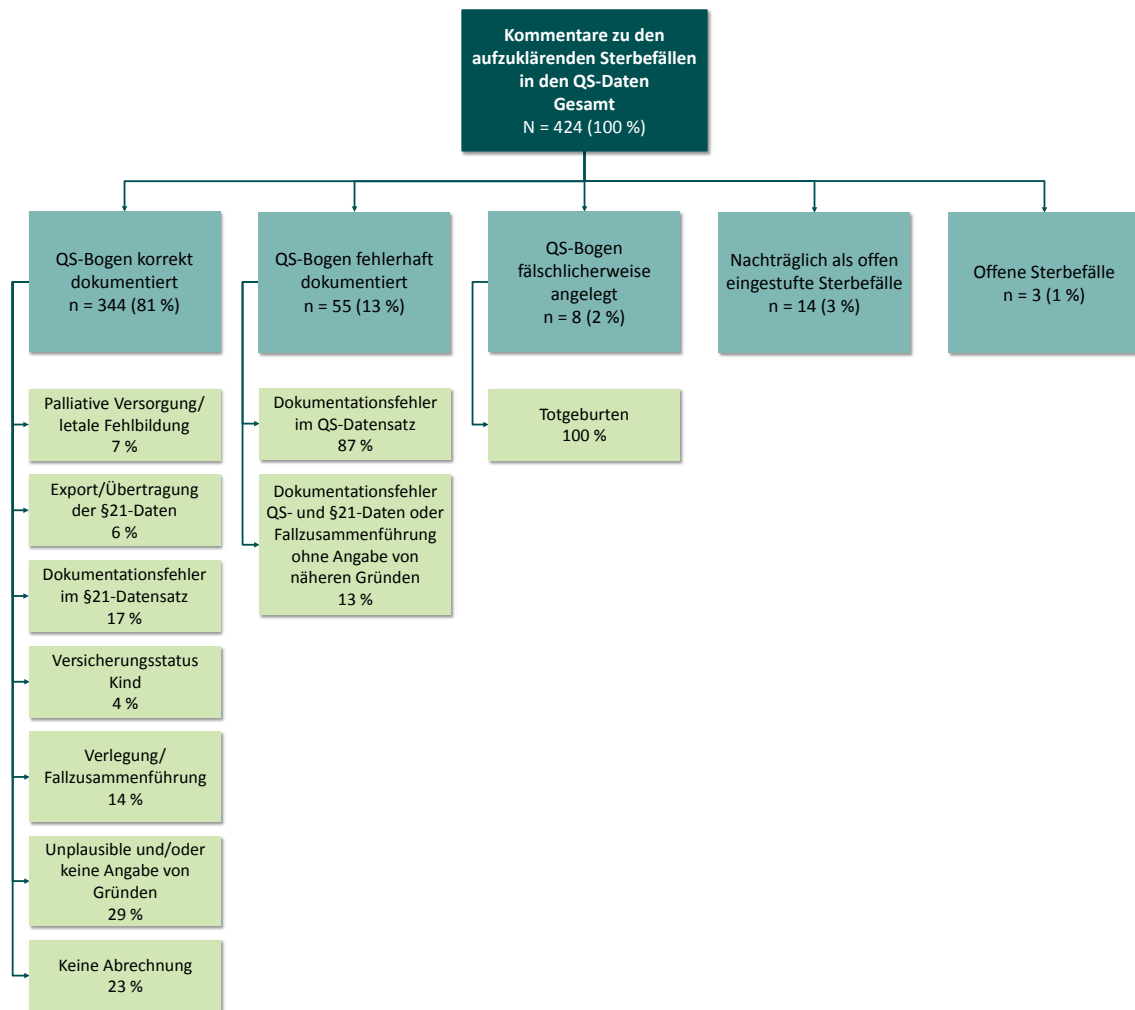 Kommentare zu den
aufzuklärenden Sterbefällen
in den QS-Daten
Gesamt
N = 424 (100 %)
QS-Bogen korrekt
dokumentiert
n = 344 (81 %)
QS-Bogen fehlerhaft
dokumentiert
n = 55 (13 %)
QS-Bogen
fälschlicherweise
angelegt
n = 8 (2 %)
Nachträglich als offen
eingestufte Sterbefälle
n = 14 (3 %)
Offene Sterbefälle
n = 3 (1 %)
Palliative Versorgung/
letale Fehlbildung
7 %
Export/Übertragung
der §21-Daten
6 %
Dokumentationsfehler
im §21-Datensatz
17 %
Versicherungsstatus
Kind
4 %
Verlegung/
Fallzusammenführung
14 %
Unplausible und/oder
keine Angabe von
Gründen
29 %
Keine Abrechnung
23 %
Dokumentationsfehler
im QS-Datensatz
87 %
Dokumentationsfehler
QS- und §21-Daten oder
Fallzusammenführung
ohne Angabe von
näheren Gründen
13 %
Totgeburten
100 %